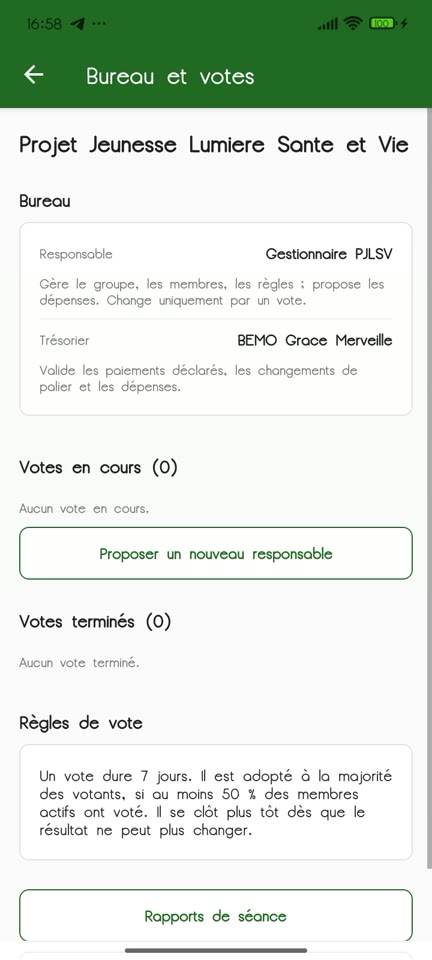 16:58
100
Bureau et votes
Projet Jeunesse Lumiere Sante et Vie
Bureau
Responsable Gestionnaire PJLSV
Gère le groupe, les membres, les règles ; propose les
dépenses. Change uniquement par un vote.
Trésorier BEMO Grace Merveille
Valide les paiements déclarés, les changements de
palier et les dépenses.
Votes en cours (0)
Aucun vote en cours.
Proposer un nouveau responsable
Votes terminés (0)
Aucun vote terminé.
Règles de vote
Un vote dure 7 jours. Il est adopté à la majorité
des votants, si au moins 50 % des membres
actifs ont voté. Il se clôt plus tôt dès que le
résultat ne peut plus changer.
Rapports de séance